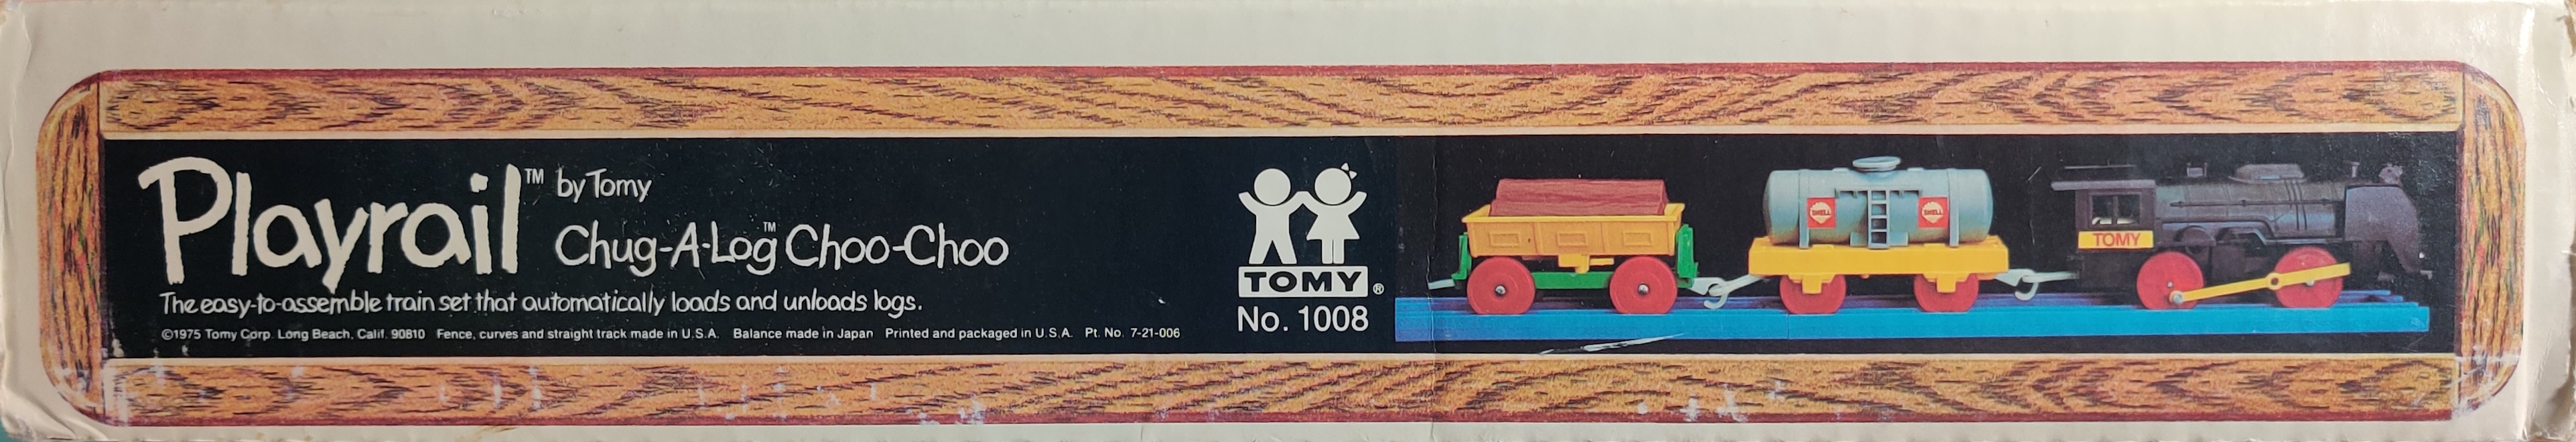 Playrail™ by Tomy
Chug-A-Log™ Choo-Choo
The easy-to-assemble train set that automatically loads and unloads logs.
©1975 Tomy Corp. Long Beach, Calif. 90810 Fence, curves and straight track made in U.S.A. Balance made in Japan Printed and packaged in U.S.A. Pt. No. 7-21-006
TOMY®
No. 1008
SHELL
SHELL
TOMY